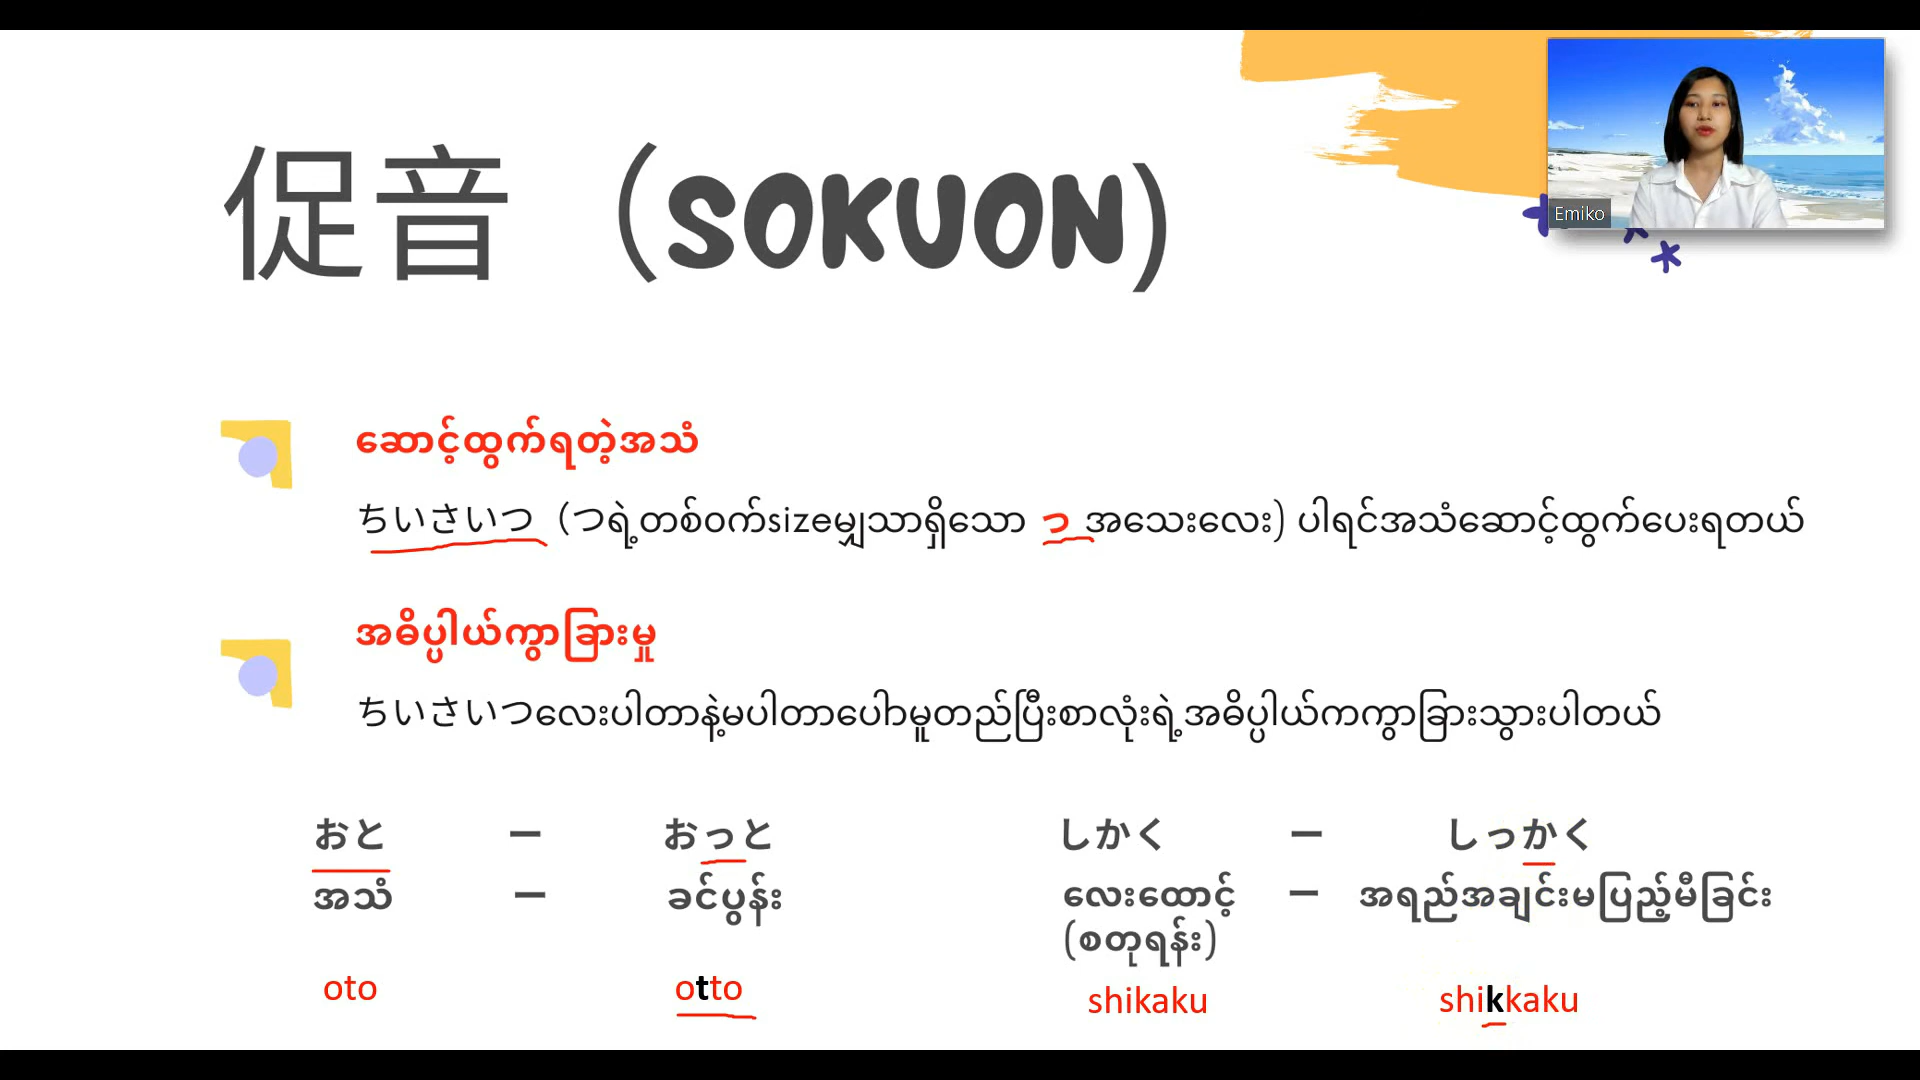 促音（SOKUON)
Emiko
ဆောင့်ထွက်ရတဲ့အသံ
ちいさいつ (つရဲ့တစ်ဝက်sizeမျှသာရှိသော っ အသေးလေး) ပါရင်အသံဆောင့်ထွက်ပေးရတယ်
အဓိပ္ပါယ်ကွာခြားမှု
ちいさいつလေးပါတာနဲ့မပါတာပေါ်မူတည်ပြီးစာလုံးရဲ့အဓိပ္ပါယ်ကကွာခြားသွားပါတယ်
おと – おっと しかく – しっかく
အသံ – ခင်ပွန်း လေးထောင့် – အရည်အချင်းမပြည့်မီခြင်း
(စတုရန်း)
oto otto shikaku shikkaku